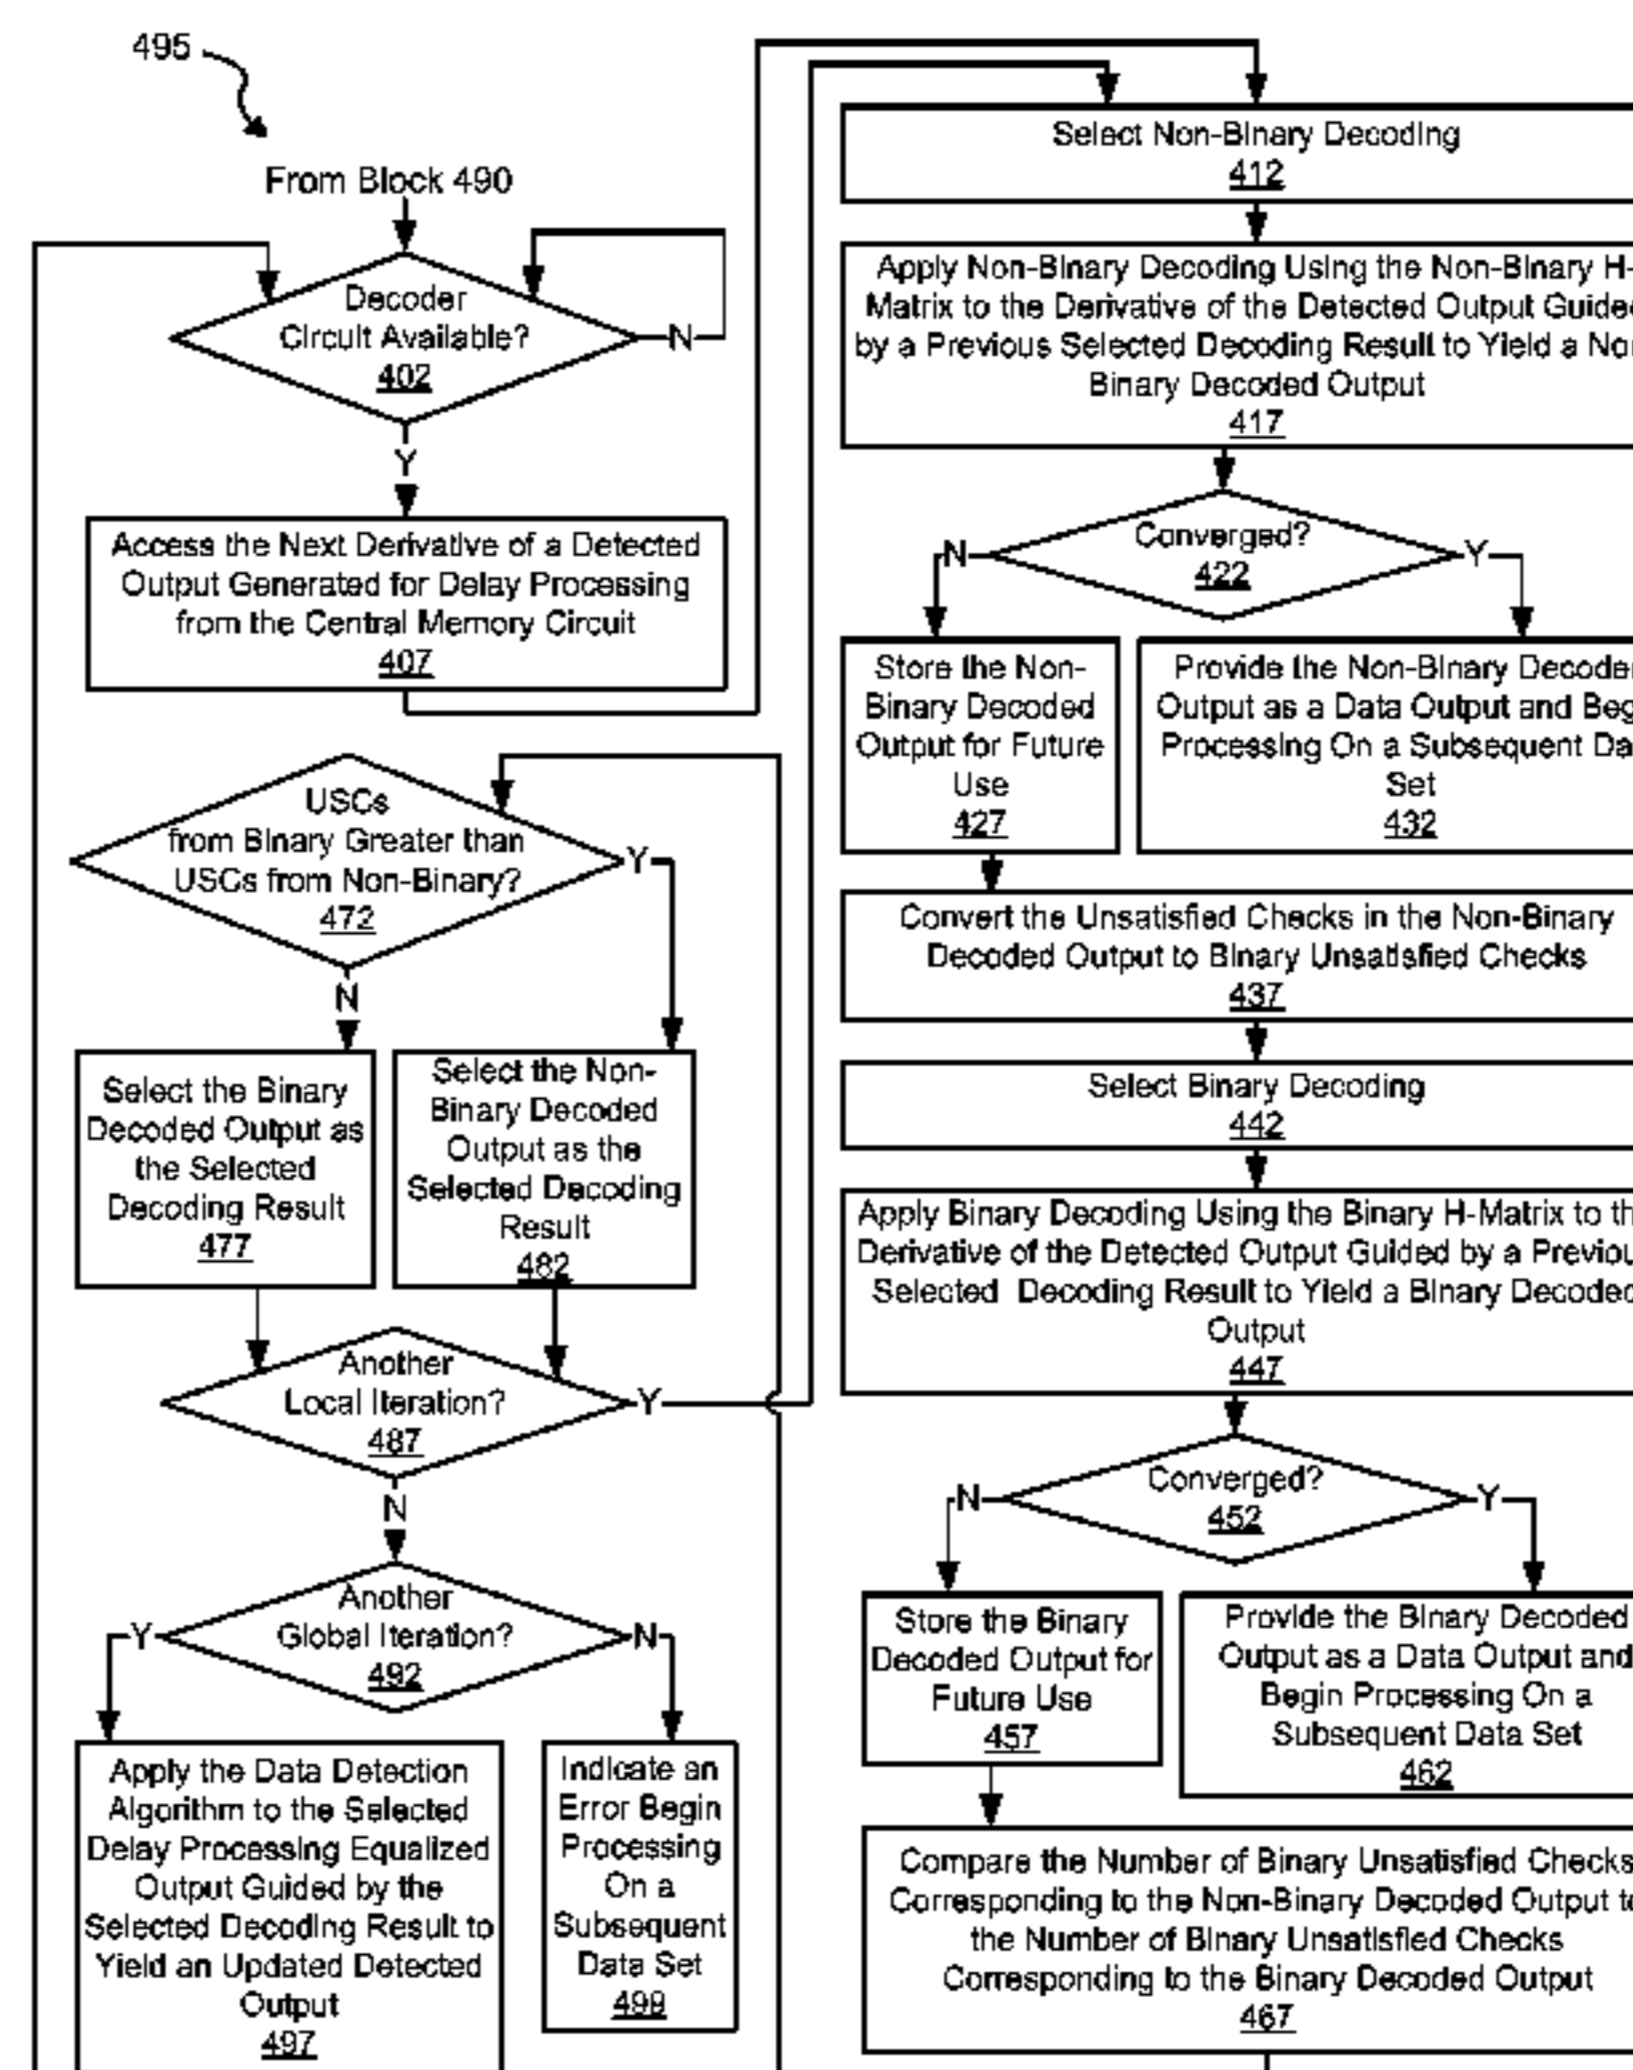 495
From Block 490
Decoder
Circuit Available?
402
N
Y
Access the Next Derivative of a Detected
Output Generated for Delay Processing
from the Central Memory Circuit
407
USCs
from Binary Greater than
USCs from Non-Binary?
472
Y
N
Select the Binary
Decoded Output as
the Selected
Decoding Result
477
Select the Non-
Binary Decoded
Output as the
Selected Decoding
Result
482
Another
Local Iteration?
487
Y
N
Another
Global Iteration?
492
Y
N
Apply the Data Detection
Algorithm to the Selected
Delay Processing Equalized
Output Guided by the
Selected Decoding Result to
Yield an Updated Detected
Output
497
Indicate an
Error Begin
Processing
On a
Subsequent
Data Set
499
Select Non-Binary Decoding
412
Apply Non-Binary Decoding Using the Non-Binary H-
Matrix to the Derivative of the Detected Output
by a Previous Selected Decoding Result to Yield a
Binary Decoded Output
417
Converged?
422
N
Y
Store the Non-
Binary Decoded
Output for Future
Use
427
Provide the Non-Binary
Output as a Data Output and
Processing On a Subsequent
Set
432
Convert the Unsatisfied Checks in the Non-Binary
Decoded Output to Binary Unsatisfied Checks
437
Select Binary Decoding
442
Apply Binary Decoding Using the Binary H-Matrix to
Derivative of the Detected Output Guided by a
Selected Decoding Result to Yield a Binary
Output
447
Converged?
452
N
Y
Store the Binary
Decoded Output for
Future Use
457
Provide the Binary Decoded
Output as a Data Output and
Begin Processing On a
Subsequent Data Set
462
Compare the Number of Binary Unsatisfied Checks
Corresponding to the Non-Binary Decoded Output
the Number of Binary Unsatisfied Checks
Corresponding to the Binary Decoded Output
467